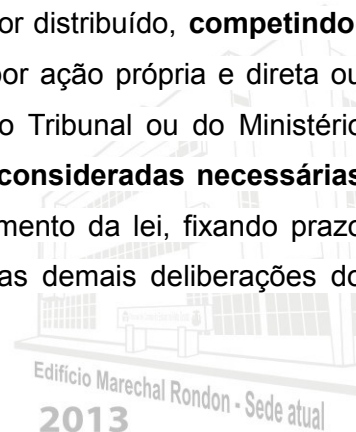 or distribuído, competindo
por ação própria e direta ou
o Tribunal ou do Ministério
consideradas necessárias
mento da lei, fixando prazo
as demais deliberações do
Edifício Marechal Rondon - Sede atual
2013